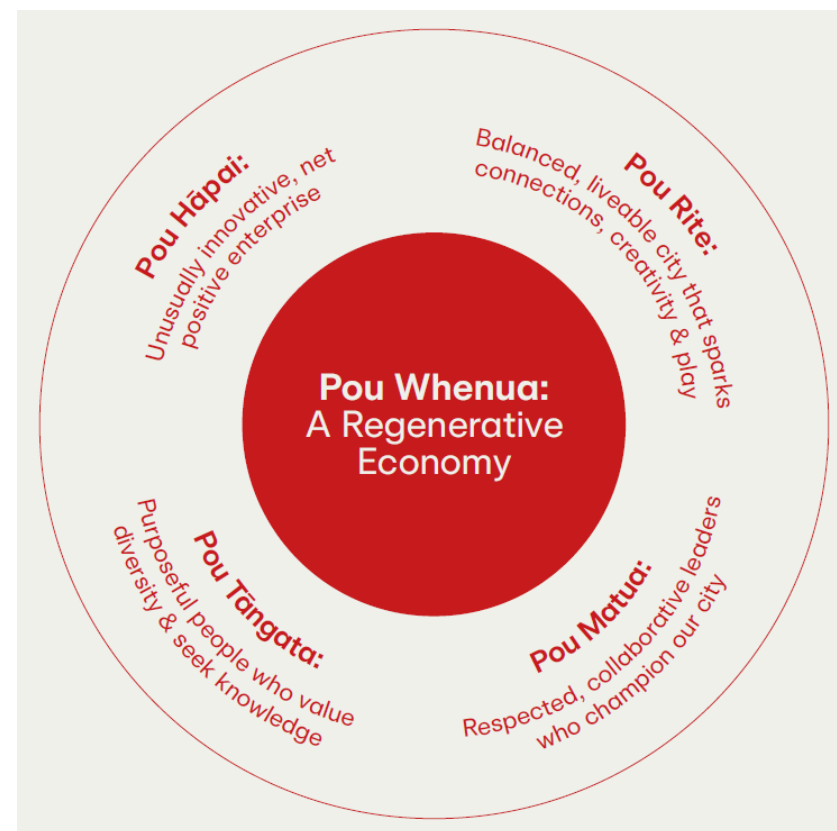 Pou Hāpai:
Unusually innovative, net
positive enterprise
Pou Rite:
Balanced, liveable city that sparks
connections, creativity & play
Pou Whenua:
A Regenerative
Economy
Pou Tāngata:
Purposeful people who value
diversity & seek knowledge
Pou Matua:
Respected, collaborative leaders
who champion our city